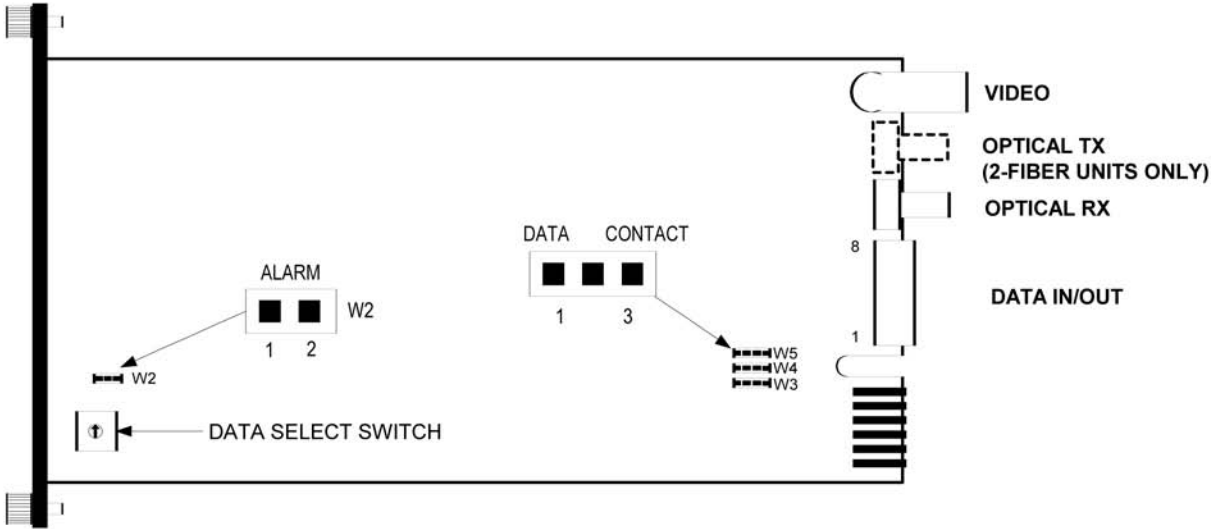 VIDEO
OPTICAL TX
(2-FIBER UNITS ONLY)
OPTICAL RX
8
DATA IN/OUT
1
DATA CONTACT
1 3
ALARM
W2
1 2
W5
W4
W3
W2
DATA SELECT SWITCH